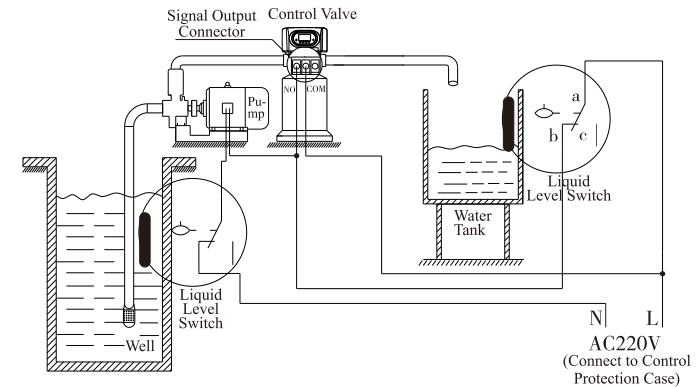 Signal Output
Connector
Control Valve
NO
COM
Pu-
mp
a
b
c
Liquid
Level Switch
Water
Tank
Liquid
Level
Switch
Well
N
L
AC220V
(Connect to Control
Protection Case)